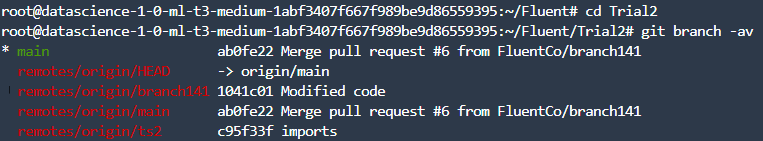 root@datascience-1-0-ml-t3-medium-1abf3407f667f989be9d86559395:~/Fluent# cd Trial2
root@datascience-1-0-ml-t3-medium-1abf3407f667f989be9d86559395:~/Fluent/Trial2# git branch -av
* main ab0fe22 Merge pull request #6 from FluentCo/branch141
remotes/origin/HEAD -> origin/main
remotes/origin/branch141 1041c01 Modified code
remotes/origin/main ab0fe22 Merge pull request #6 from FluentCo/branch141
remotes/origin/ts2 c95f33f imports